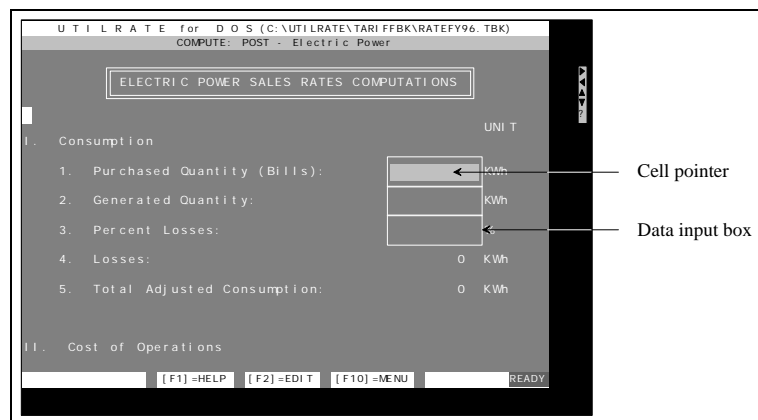 UTILRATE for DOS (C:\UTILRATE\TARIFFBK\RATEFY96.TBK)
COMPUTE: POST - Electric Power
ELECTRIC POWER SALES RATES COMPUTATIONS
?
UNIT
I. Consumption
1. Purchased Quantity (Bills): KWh
Cell pointer
2. Generated Quantity: KWh
3. Percent Losses: %
Data input box
4. Losses: 0 KWh
5. Total Adjusted Consumption: 0 KWh
II. Cost of Operations
[F1]=HELP [F2]=EDIT [F10]=MENU READY